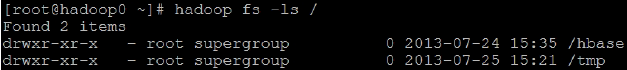 [root@hadoop0 ~]# hadoop fs -ls /
Found 2 items
drwxr-xr-x   - root supergroup          0 2013-07-24 15:35 /hbase
drwxr-xr-x   - root supergroup          0 2013-07-25 15:21 /tmp